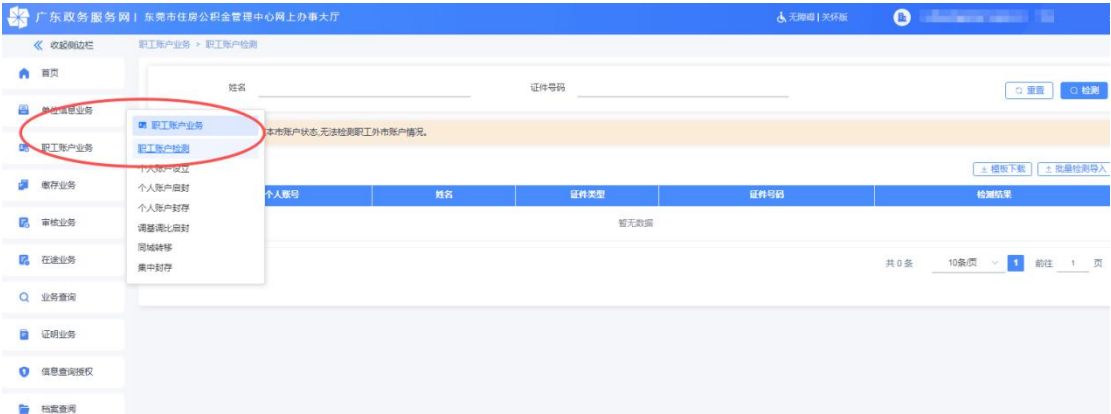 广东政务服务网 | 东莞市住房公积金管理中心网上办事大厅
无障碍 | 关怀版
收起侧边栏
职工账户业务 › 职工账户检测
首页
姓名
证件号码
重置
检测
单位信息业务
职工账户业务
本市账户状态,无法检测职工外市账户情况。
职工账户业务
职工账户检测
个人账户设立
个人账户启封
个人账户封存
调基调比启封
同城转移
集中封存
模板下载
批量检测导入
缴存业务
个人账号 姓名 证件类型 证件号码 检测结果
暂无数据
审核业务
在途业务
共 0 条 10条/页 1 前往 1 页
业务查询
证明业务
信息查询授权
档案查阅